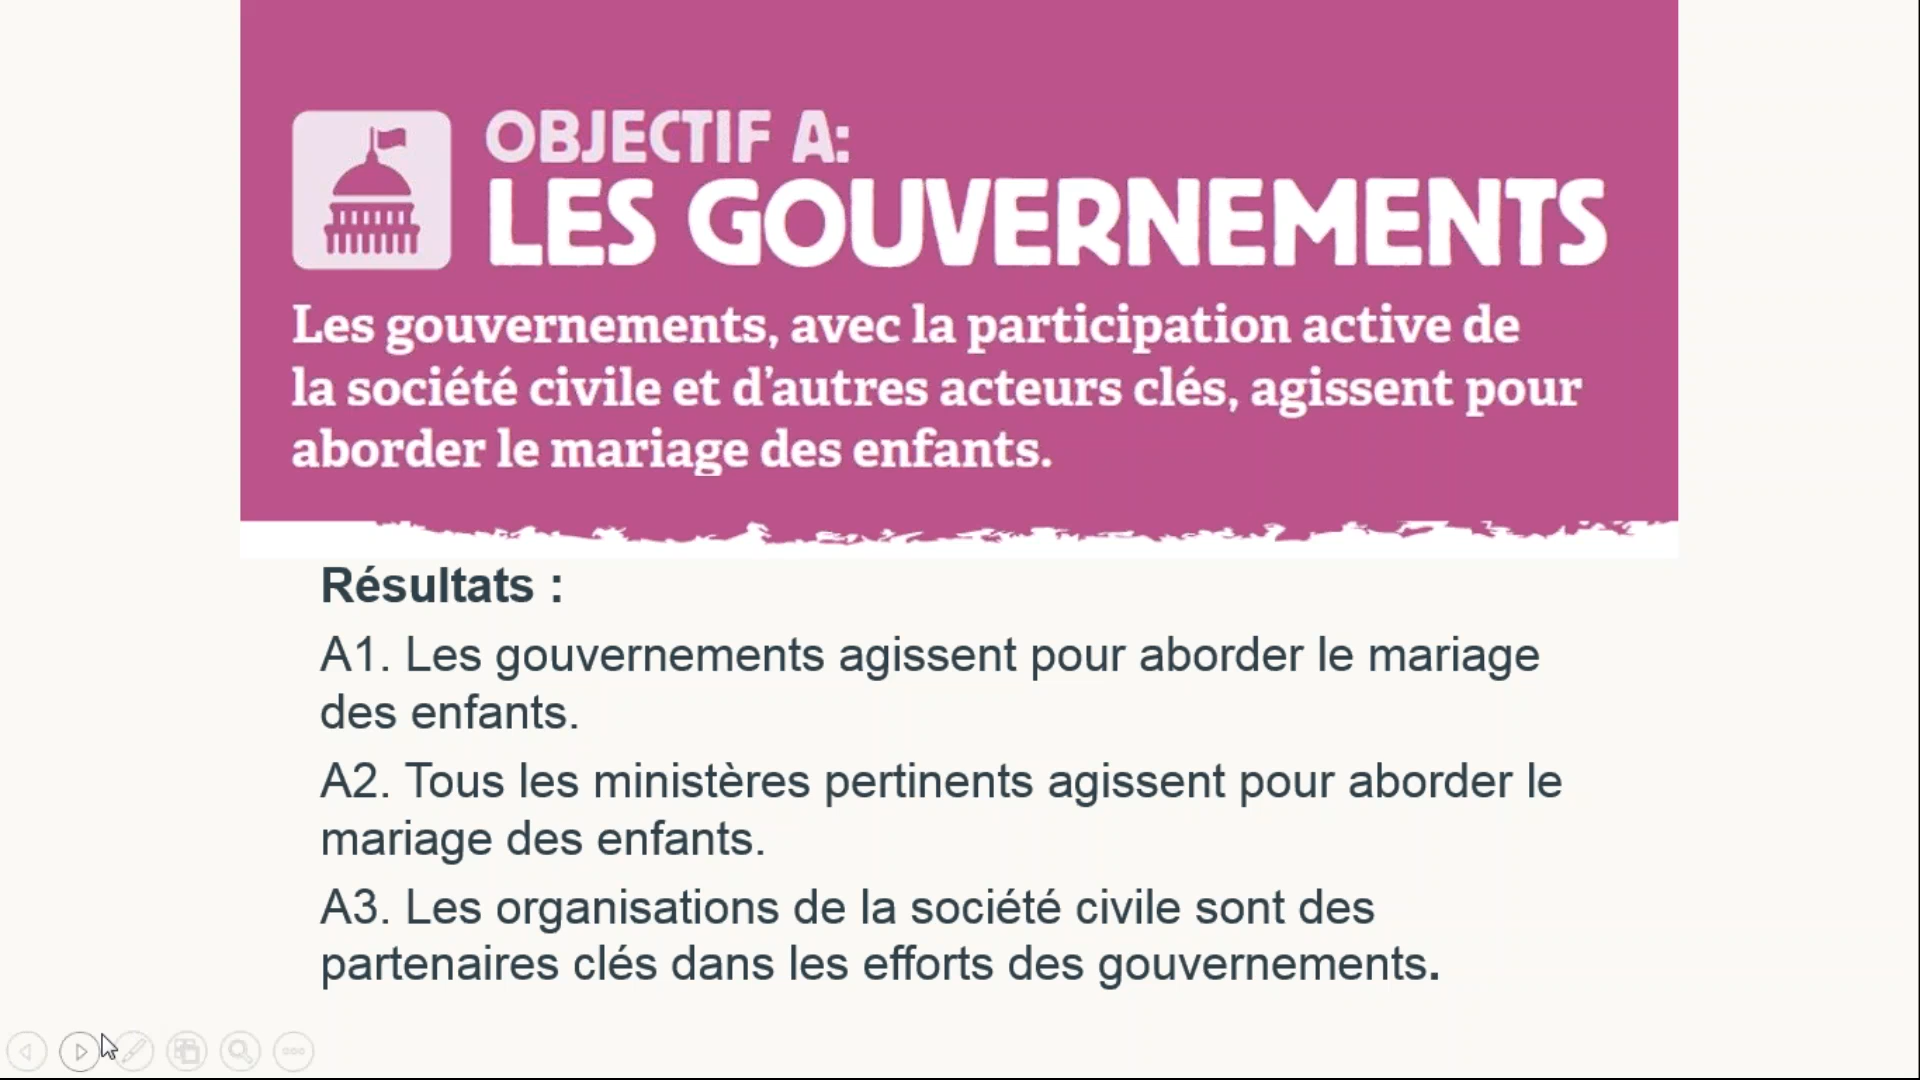 OBJECTIF A:
LES GOUVERNEMENTS
Les gouvernements, avec la participation active de
la société civile et d’autres acteurs clés, agissent pour
aborder le mariage des enfants.
Résultats :
A1. Les gouvernements agissent pour aborder le mariage
des enfants.
A2. Tous les ministères pertinents agissent pour aborder le
mariage des enfants.
A3. Les organisations de la société civile sont des
partenaires clés dans les efforts des gouvernements.